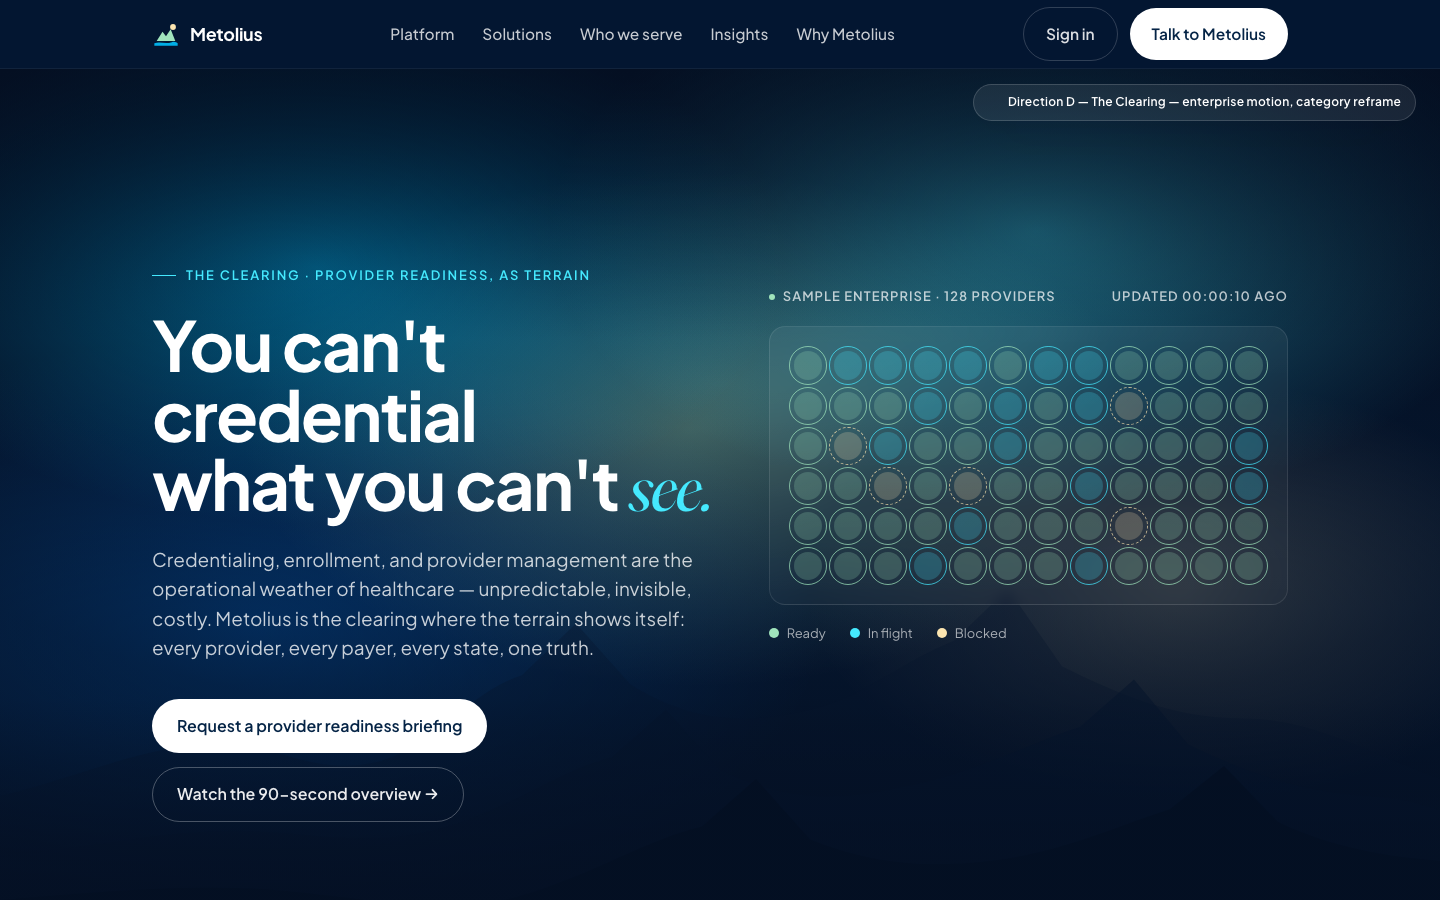 Metolius
Platform
Solutions
Who we serve
Insights
Why Metolius
Sign in
Talk to Metolius
Direction D — The Clearing — enterprise motion, category reframe
THE CLEARING · PROVIDER READINESS, AS TERRAIN
You can't
credential
what you can't see.
Credentialing, enrollment, and provider management are the
operational weather of healthcare — unpredictable, invisible,
costly. Metolius is the clearing where the terrain shows itself:
every provider, every payer, every state, one truth.
Request a provider readiness briefing
Watch the 90-second overview →
SAMPLE ENTERPRISE · 128 PROVIDERS
UPDATED 00:00:10 AGO
Ready
In flight
Blocked